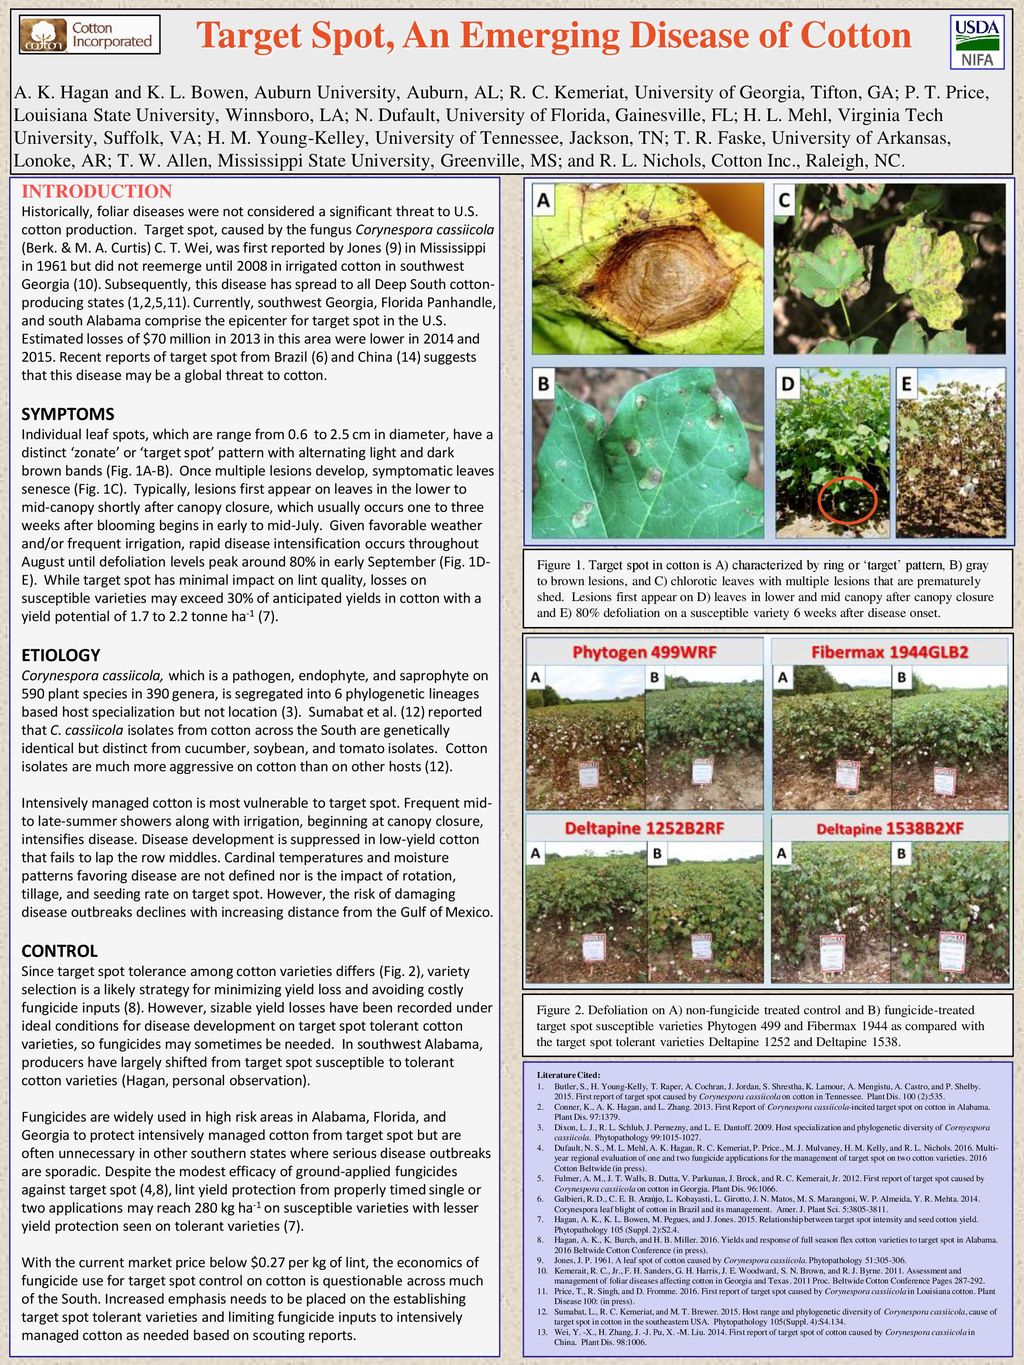 Cotton
Incorporated
Target Spot, An Emerging Disease of Cotton
USDA
NIFA
A. K. Hagan and K. L. Bowen, Auburn University, Auburn, AL; R. C. Kemeriat, University of Georgia, Tifton, GA; P. T. Price,
Louisiana State University, Winnsboro, LA; N. Dufault, University of Florida, Gainesville, FL; H. L. Mehl, Virginia Tech
University, Suffolk, VA; H. M. Young-Kelley, University of Tennessee, Jackson, TN; T. R. Faske, University of Arkansas,
Lonoke, AR; T. W. Allen, Mississippi State University, Greenville, MS; and R. L. Nichols, Cotton Inc., Raleigh, NC.
INTRODUCTION
Historically, foliar diseases were not considered a significant threat to U.S.
cotton production. Target spot, caused by the fungus Corynespora cassiicola
(Berk. & M. A. Curtis) C. T. Wei, was first reported by Jones (9) in Mississippi
in 1961 but did not reemerge until 2008 in irrigated cotton in southwest
Georgia (10). Subsequently, this disease has spread to all Deep South cotton-
producing states (1,2,5,11). Currently, southwest Georgia, Florida Panhandle,
and south Alabama comprise the epicenter for target spot in the U.S.
Estimated losses of $70 million in 2013 in this area were lower in 2014 and
2015. Recent reports of target spot from Brazil (6) and China (14) suggests
that this disease may be a global threat to cotton.
SYMPTOMS
Individual leaf spots, which are range from 0.6 to 2.5 cm in diameter, have a
distinct ‘zonate’ or ‘target spot’ pattern with alternating light and dark
brown bands (Fig. 1A-B). Once multiple lesions develop, symptomatic leaves
senesce (Fig. 1C). Typically, lesions first appear on leaves in the lower to
mid-canopy shortly after canopy closure, which usually occurs one to three
weeks after blooming begins in early to mid-July. Given favorable weather
and/or frequent irrigation, rapid disease intensification occurs throughout
August until defoliation levels peak around 80% in early September (Fig. 1D-
E). While target spot has minimal impact on lint quality, losses on
susceptible varieties may exceed 30% of anticipated yields in cotton with a
yield potential of 1.7 to 2.2 tonne ha-1 (7).
ETIOLOGY
Corynespora cassiicola, which is a pathogen, endophyte, and saprophyte on
590 plant species in 390 genera, is segregated into 6 phylogenetic lineages
based host specialization but not location (3). Sumabat et al. (12) reported
that C. cassiicola isolates from cotton across the South are genetically
identical but distinct from cucumber, soybean, and tomato isolates. Cotton
isolates are much more aggressive on cotton than on other hosts (12).
Intensively managed cotton is most vulnerable to target spot. Frequent mid-
to late-summer showers along with irrigation, beginning at canopy closure,
intensifies disease. Disease development is suppressed in low-yield cotton
that fails to lap the row middles. Cardinal temperatures and moisture
patterns favoring disease are not defined nor is the impact of rotation,
tillage, and seeding rate on target spot. However, the risk of damaging
disease outbreaks declines with increasing distance from the Gulf of Mexico.
CONTROL
Since target spot tolerance among cotton varieties differs (Fig. 2), variety
selection is a likely strategy for minimizing yield loss and avoiding costly
fungicide inputs (8). However, sizable yield losses have been recorded under
ideal conditions for disease development on target spot tolerant cotton
varieties, so fungicides may sometimes be needed. In southwest Alabama,
producers have largely shifted from target spot susceptible to tolerant
cotton varieties (Hagan, personal observation).
Fungicides are widely used in high risk areas in Alabama, Florida, and
Georgia to protect intensively managed cotton from target spot but are
often unnecessary in other southern states where serious disease outbreaks
are sporadic. Despite the modest efficacy of ground-applied fungicides
against target spot (4,8), lint yield protection from properly timed single or
two applications may reach 280 kg ha-1 on susceptible varieties with lesser
yield protection seen on tolerant varieties (7).
With the current market price below $0.27 per kg of lint, the economics of
fungicide use for target spot control on cotton is questionable across much
of the South. Increased emphasis needs to be placed on the establishing
target spot tolerant varieties and limiting fungicide inputs to intensively
managed cotton as needed based on scouting reports.
A
C
B
D
E
Figure 1. Target spot in cotton is A) characterized by ring or ‘target’ pattern, B) gray
to brown lesions, and C) chlorotic leaves with multiple lesions that are prematurely
shed. Lesions first appear on D) leaves in lower and mid canopy after canopy closure
and E) 80% defoliation on a susceptible variety 6 weeks after disease onset.
Phytogen 499WRF
Fibermax 1944GLB2
A
B
A
B
Deltapine 1252B2RF
Deltapine 1538B2XF
A
B
A
B
Figure 2. Defoliation on A) non-fungicide treated control and B) fungicide-treated
target spot susceptible varieties Phytogen 499 and Fibermax 1944 as compared with
the target spot tolerant varieties Deltapine 1252 and Deltapine 1538.
Literature Cited:
1. Butler, S., H. Young-Kelly, T. Raper, A. Cochran, J. Jordan, S. Shrestha, K. Lamour, A. Mengistu, A. Castro, and P. Shelby.
2015. First report of target spot caused by Corynespora cassiicola on cotton in Tennessee. Plant Dis. 100 (2):535.
2. Conner, K., A. K. Hagan, and L. Zhang. 2013. First Report of Corynespora cassiicola-incited target spot on cotton in Alabama.
Plant Dis. 97:1379.
3. Dixon, L. J., R. L. Schlub, J. Pernezny, and L. E. Dantoff. 2009. Host specialization and phylogenetic diversity of Cornyespora
cassiicola. Phytopathology 99:1015-1027.
4. Dufault, N. S., M. L. Mehl, A. K. Hagan, R. C. Kemeriat, P. Price., M. J. Mulvaney, H. M. Kelly, and R. L. Nichols. 2016. Multi-
year regional evaluation of one and two fungicide applications for the management of target spot on two cotton varieties. 2016
Cotton Beltwide (in press).
5. Fulmer, A. M., J. T. Walls, B. Dutta, V. Parkunan, J. Brock, and R. C. Kemerait, Jr. 2012. First report of target spot caused by
Corynespora cassiicola on cotton in Georgia. Plant Dis. 96:1066.
6. Galbieri, R. D., C. E. B. Araújo, L. Kobayasti, L. Girotto, J. N. Matos, M. S. Marangoni, W. P. Almeida, Y. R. Mehta. 2014.
Corynespora leaf blight of cotton in Brazil and its management. Amer. J. Plant Sci. 5:3805-3811.
7. Hagan, A. K., K. L. Bowen, M. Pegues, and J. Jones. 2015. Relationship between target spot intensity and seed cotton yield.
Phytopathology 105 (Suppl. 2):S2.4.
8. Hagan, A. K., K. Burch, and H. B. Miller. 2016. Yields and response of full season flex cotton varieties to target spot in Alabama.
2016 Beltwide Cotton Conference (in press).
9. Jones, J. P. 1961. A leaf spot of cotton caused by Corynespora cassiicola. Phytopathology 51:305-306.
10. Kemerait, R. C., Jr., F. H. Sanders, G. H. Harris, J. E. Woodward, S. N. Brown, and R. J. Byrne. 2011. Assessment and
management of foliar diseases affecting cotton in Georgia and Texas. 2011 Proc. Beltwide Cotton Conference Pages 287-292.
11. Price, T., R. Singh, and D. Fromme. 2016. First report of target spot caused by Corynespora cassiicola in Louisiana cotton. Plant
Disease 100: (in press).
12. Sumabat, L., R. C. Kemeriat, and M. T. Brewer. 2015. Host range and phylogenetic diversity of Corynespora cassiicola, cause of
target spot in cotton in the southeastern USA. Phytopathology 105(Suppl. 4):S4.134.
13. Wei, Y. -X., H. Zhang, J. -J. Pu, X. -M. Liu. 2014. First report of target spot of cotton caused by Corynespora cassiicola in
China. Plant Dis. 98:1006.